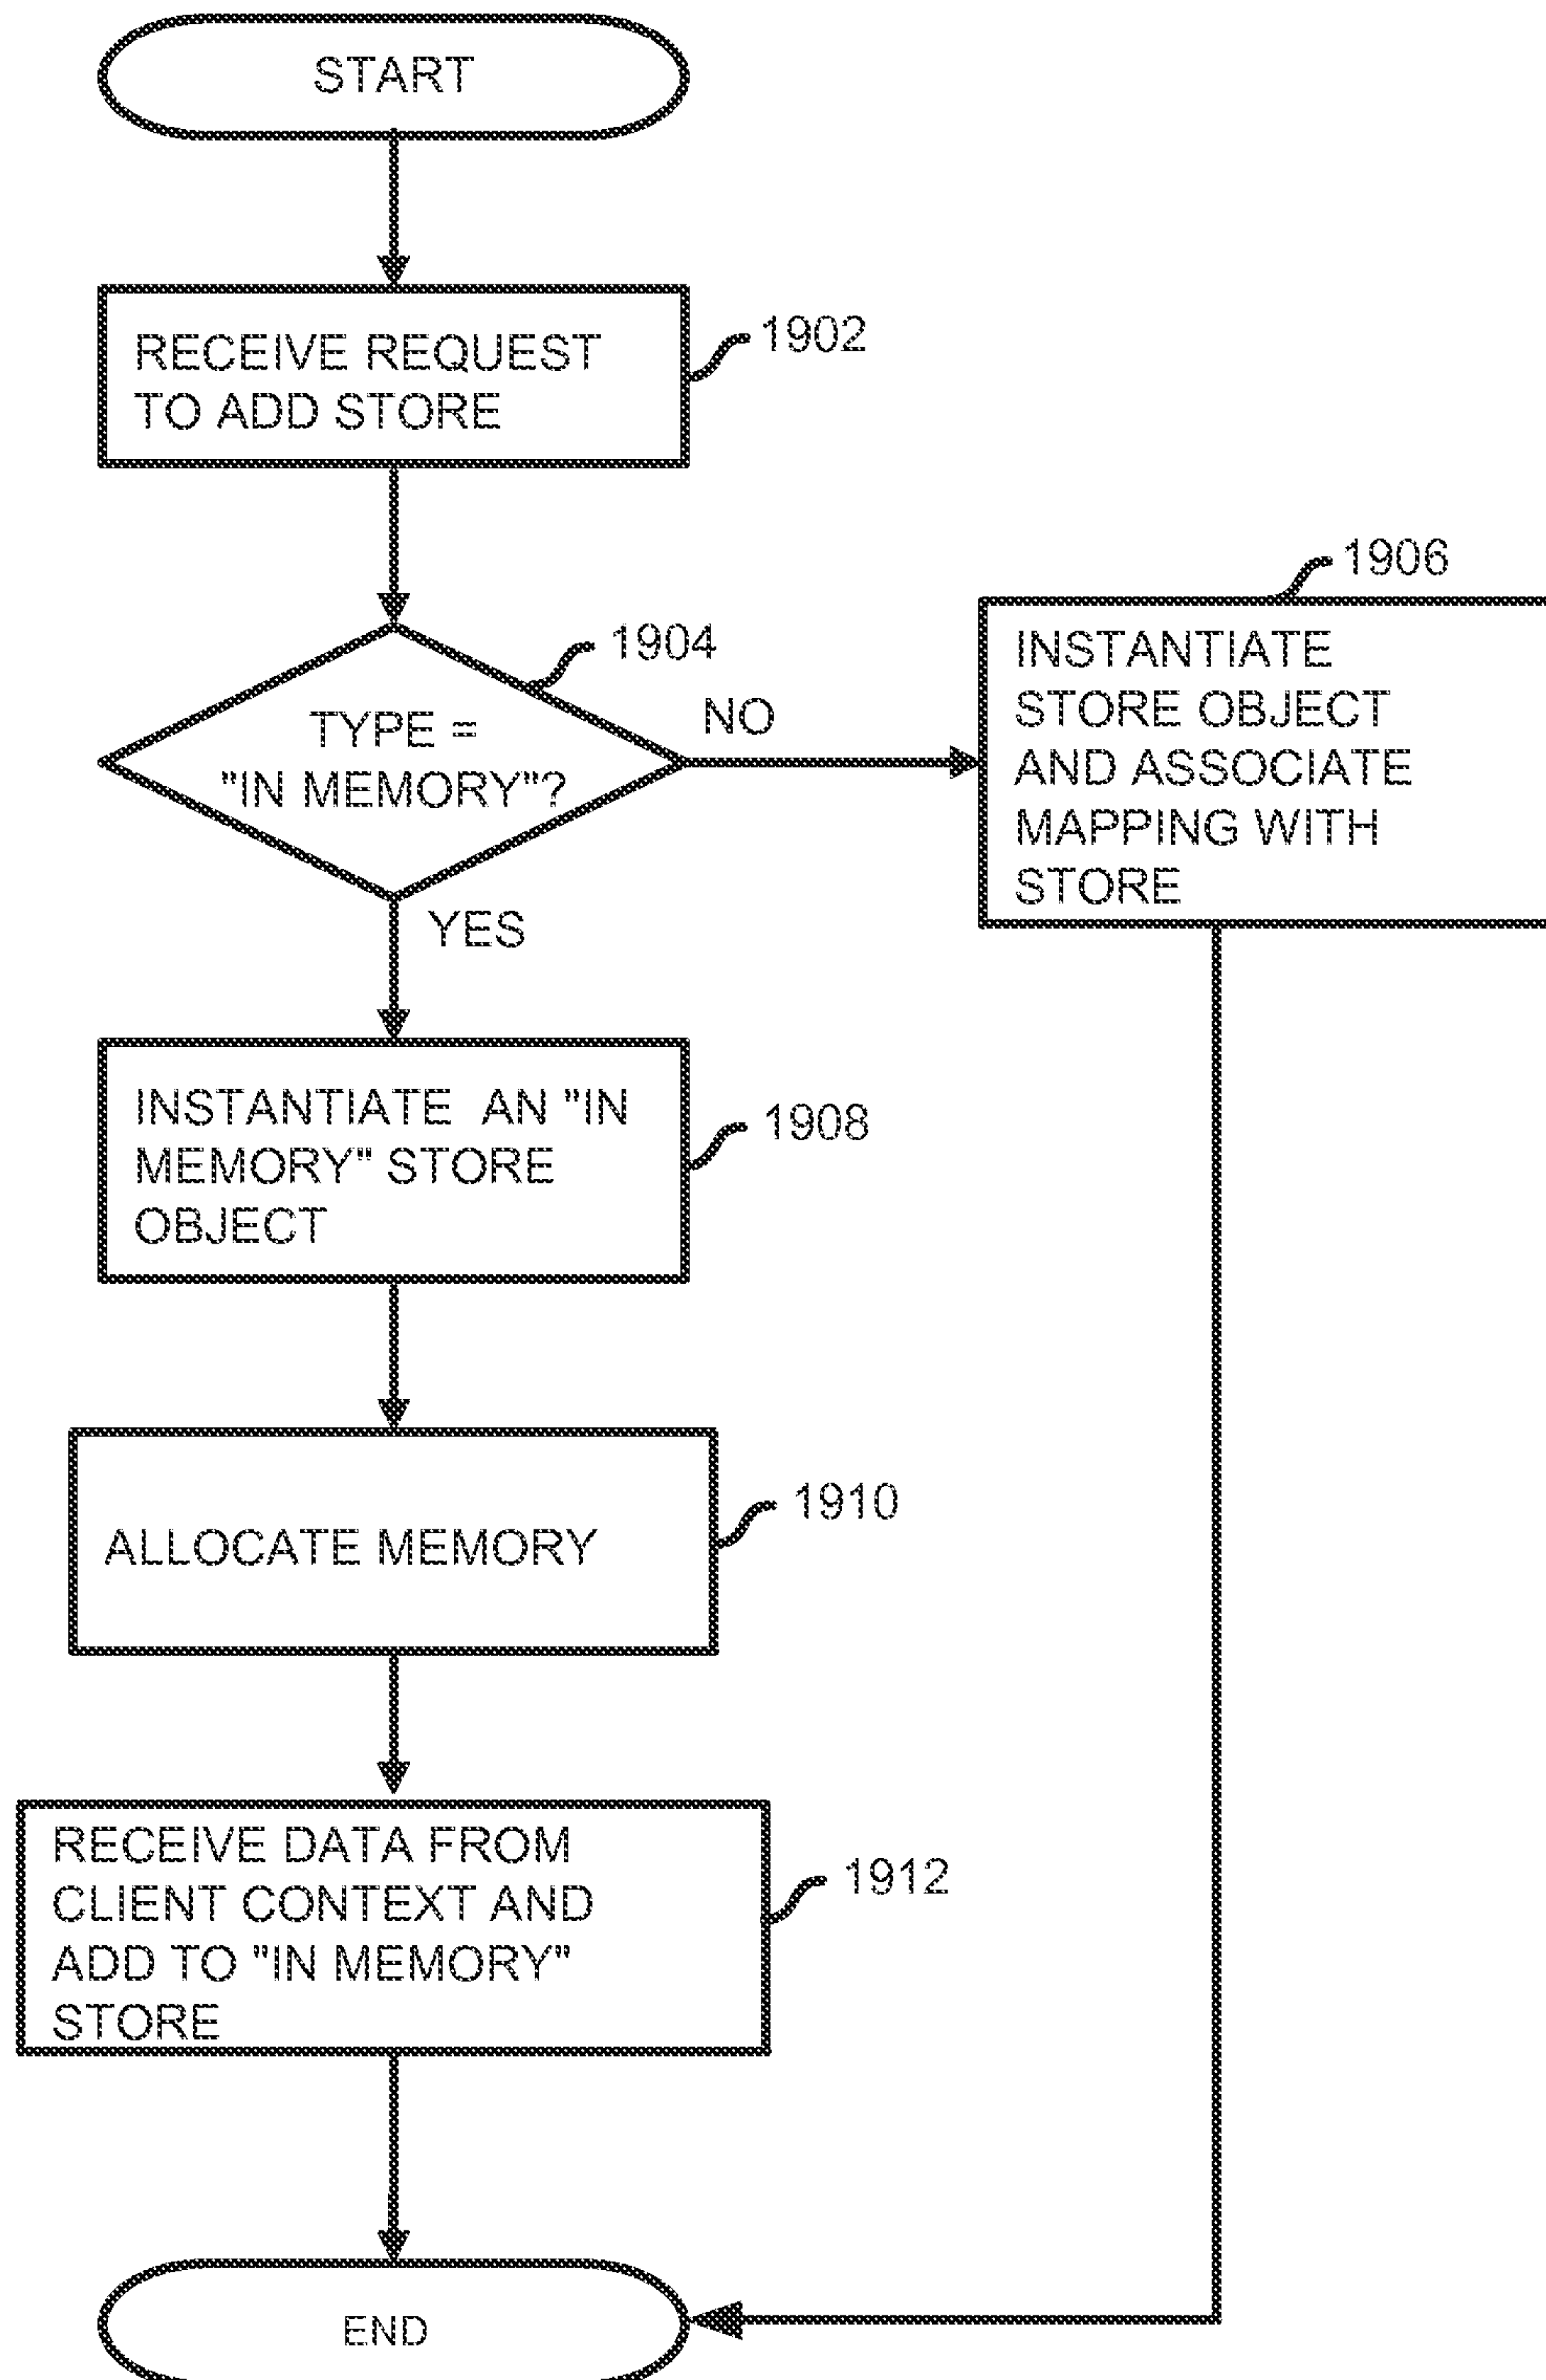 START
RECEIVE REQUEST
TO ADD STORE
1902
1904
TYPE =
"IN MEMORY"?
NO
YES
1906
INSTANTIATE
STORE OBJECT
AND ASSOCIATE
MAPPING WITH
STORE
INSTANTIATE AN "IN
MEMORY" STORE
OBJECT
1908
ALLOCATE MEMORY
1910
RECEIVE DATA FROM
CLIENT CONTEXT AND
ADD TO "IN MEMORY"
STORE
1912
END